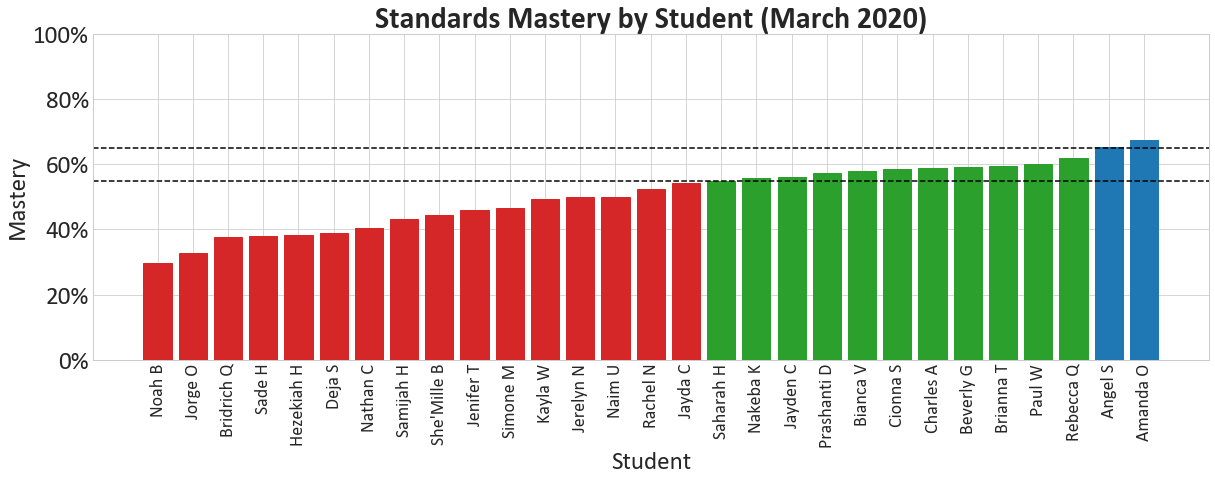 Standards Mastery by Student (March 2020)
100%
80%
60%
40%
20%
0%
Mastery
Noah B
Jorge O
Bridrich Q
Sade H
Hezekiah H
Deja S
Nathan C
Samijah H
She'Mille B
Jenifer T
Simone M
Kayla W
Jerelyn N
Naim U
Rachel N
Jayda C
Saharah H
Nakeba K
Jayden C
Prashanti D
Bianca V
Cionna S
Charles A
Beverly G
Brianna T
Paul W
Rebecca Q
Angel S
Amanda O
Student